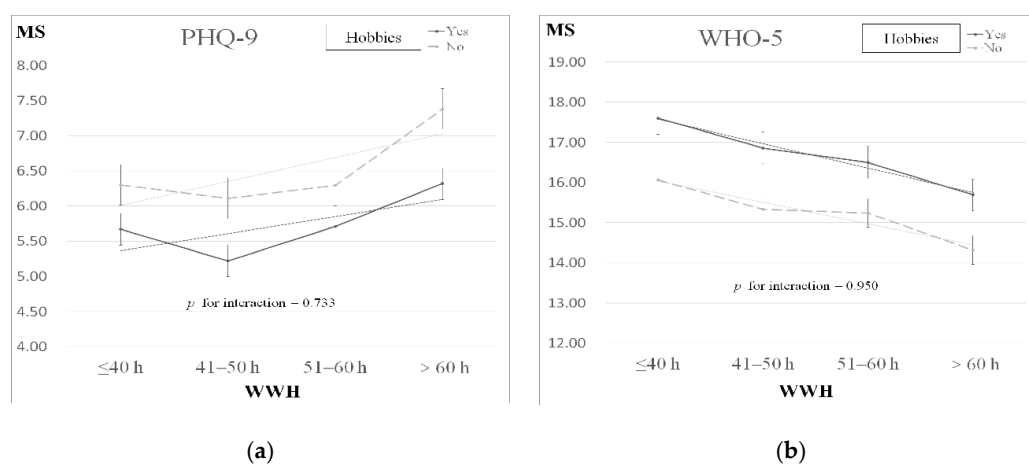 MS
PHQ-9
Hobbies
Yes
No
8.00
7.50
7.00
6.50
6.00
5.50
5.00
4.50
4.00
p for interaction = 0.733
≤40 h
41–50 h
51–60 h
> 60 h
WWH
(a)
MS
WHO-5
Hobbies
Yes
No
19.00
18.00
17.00
16.00
15.00
14.00
13.00
12.00
p for interaction = 0.950
≤40 h
41–50 h
51–60 h
> 60 h
WWH
(b)